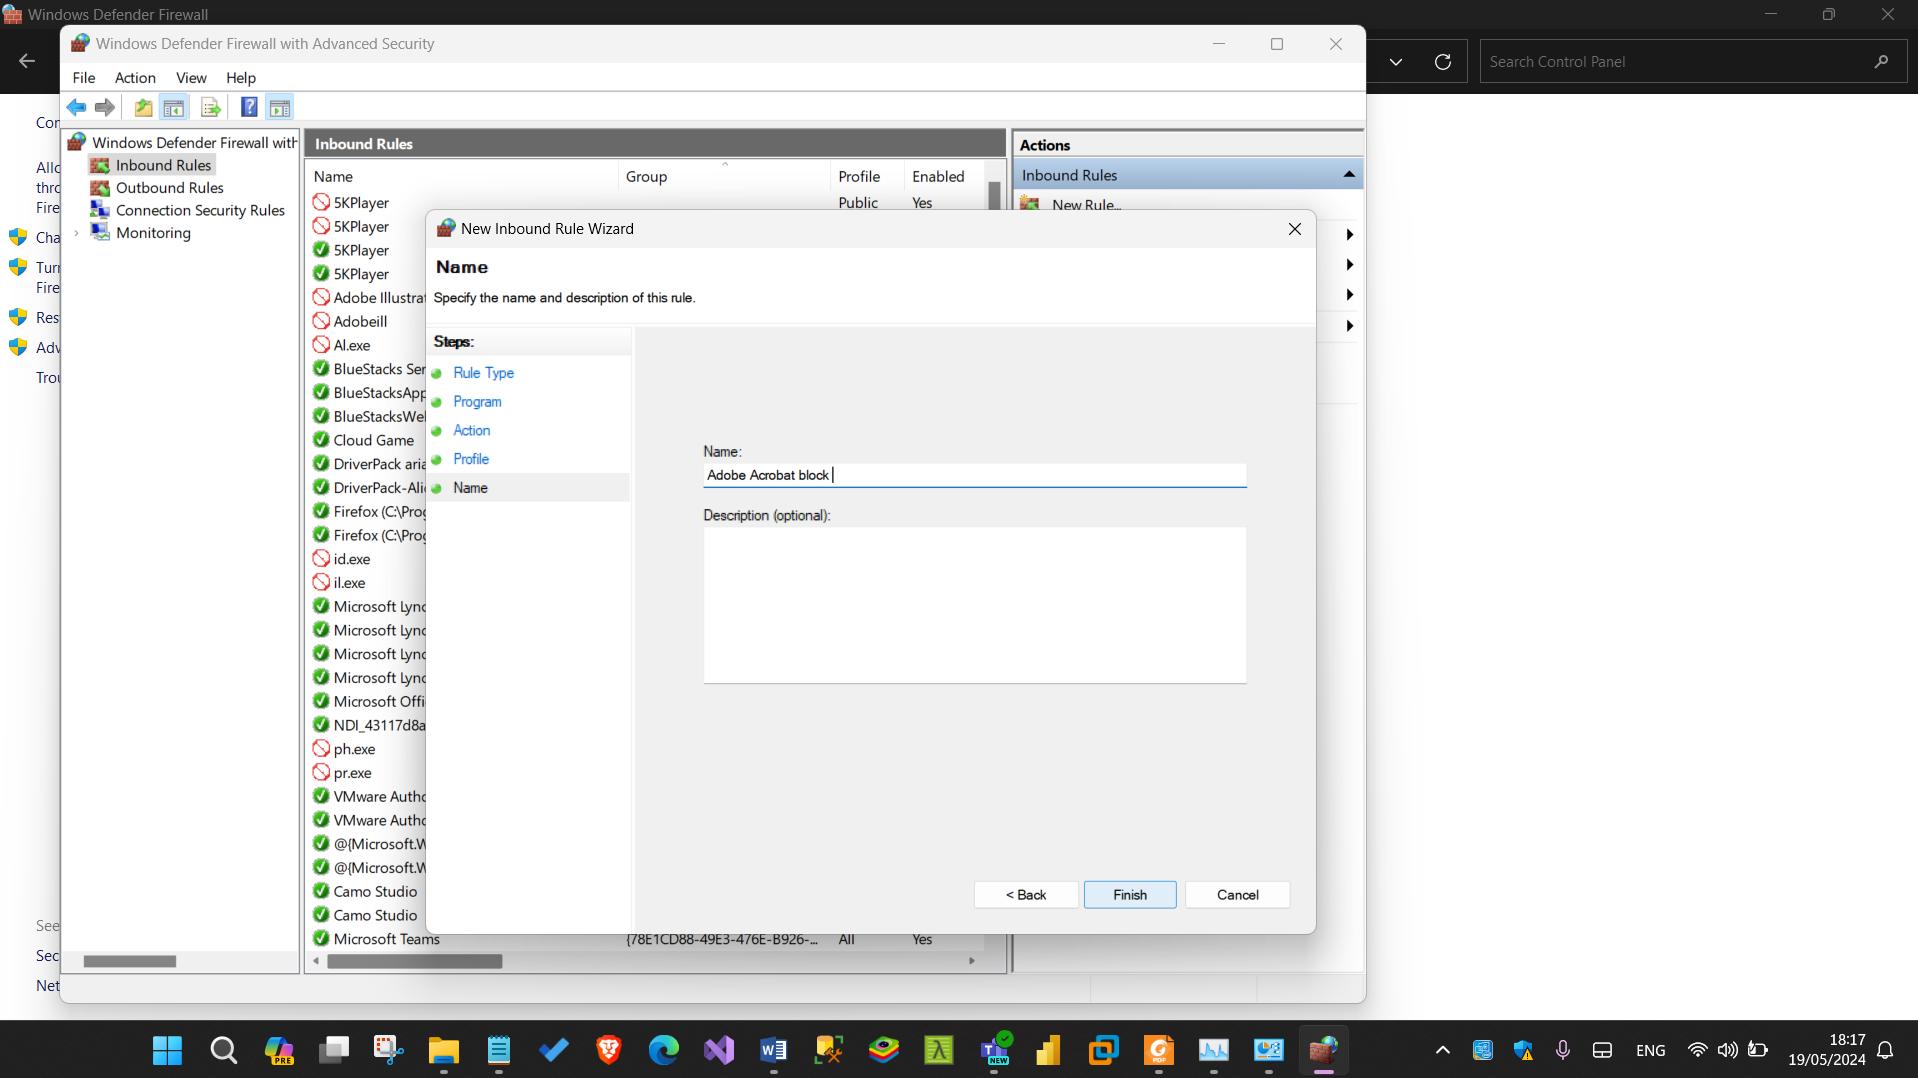 Windows Defender Firewall
Windows Defender Firewall with Advanced Security
Search Control Panel
File Action View Help
Windows Defender Firewall with
Inbound Rules
Outbound Rules
Connection Security Rules
Monitoring
Inbound Rules
Name Group Profile Enabled
5KPlayer Public Yes
5KPlayer
5KPlayer
5KPlayer
Adobe Illustrat
Adobeill
BlueStacks Ser
BlueStacksApp
BlueStacksWel
Cloud Game
DriverPack aria
DriverPack-Ali
Firefox (C:\Prog
Firefox (C:\Prog
id.exe
il.exe
Microsoft Lync
Microsoft Lync
Microsoft Lync
Microsoft Lync
Microsoft Offi
NDI_43117d8a
ph.exe
pr.exe
VMware Autho
VMware Autho
@{Microsoft.W
@{Microsoft.W
Camo Studio
Camo Studio
Microsoft Teams {78E1CD88-49E3-476E-B926-... All Yes
Actions
Inbound Rules
New Rule...
New Inbound Rule Wizard
Name
Specify the name and description of this rule.
Steps:
Rule Type
Program
Action
Profile
Name
Name:
Adobe Acrobat block
Description (optional):
< Back Finish Cancel
Cor
Allo
thro
Fire
Cha
Turn
Fire
Res
Adv
Trou
See
Sec
Net
PRE
NEW
PDF
ENG
18:17
19/05/2024